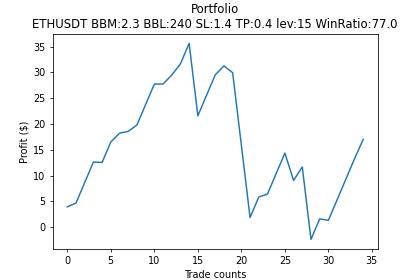 Portfolio
ETHUSDT BBM:2.3 BBL:240 SL:1.4 TP:0.4 lev:15 WinRatio:77.0
35
30
25
20
15
10
5
0
Profit ($)
0 5 10 15 20 25 30 35
Trade counts